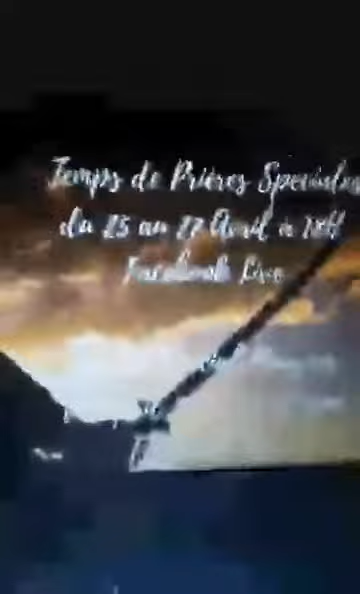 Temps de Prières Spéciales
du 25 au 27 Avril à 18H
Facebook Live